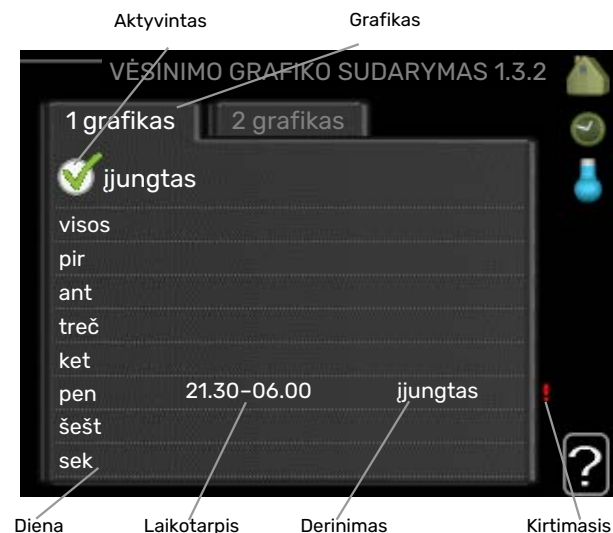 Aktyvintas Grafikas
VĖSINIMO GRAFIKO SUDARYMAS 1.3.2
1 grafikas 2 grafikas
įjungtas
visos
pir
ant
treč
ket
pen 21.30–06.00 įjungtas !
šešt
sek
?
Diena Laikotarpis Derinimas Kirtimasis